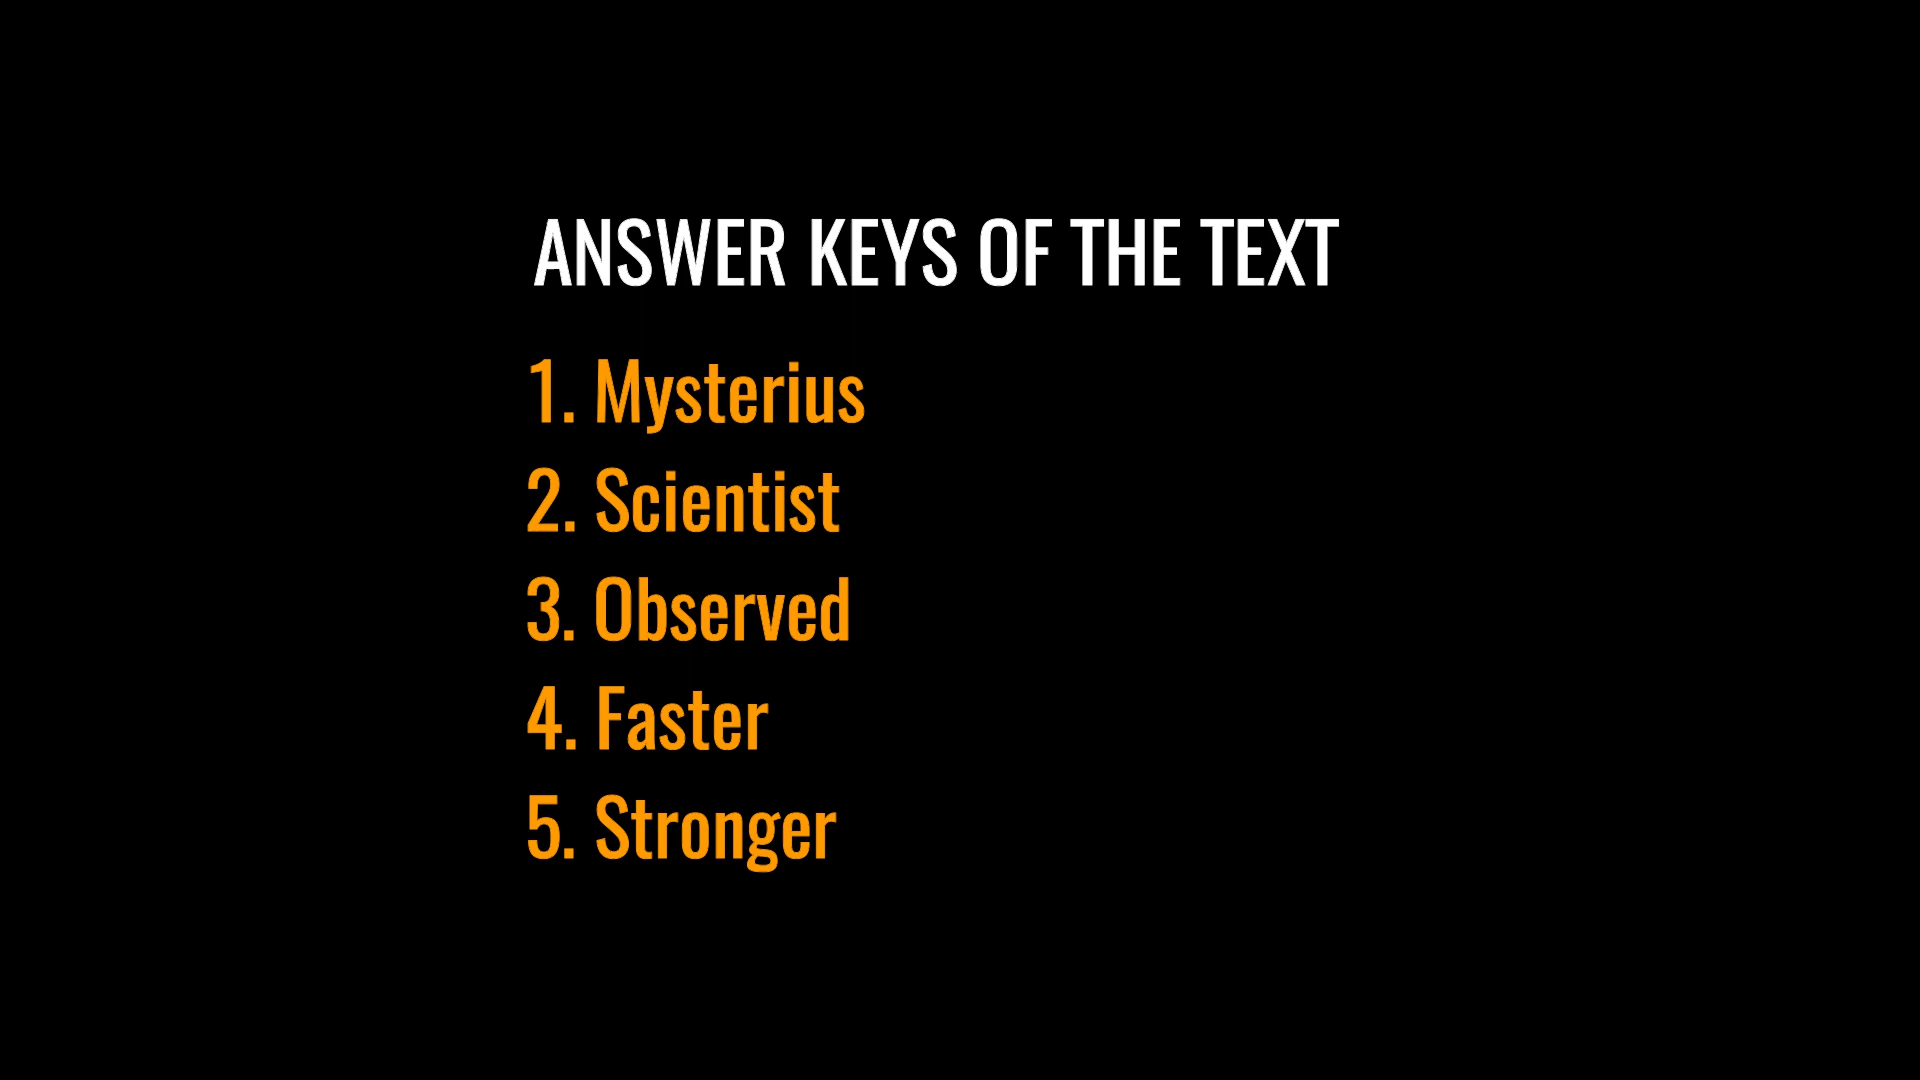 ANSWER KEYS OF THE TEXT
1. Mysterius
2. Scientist
3. Observed
4. Faster
5. Stronger